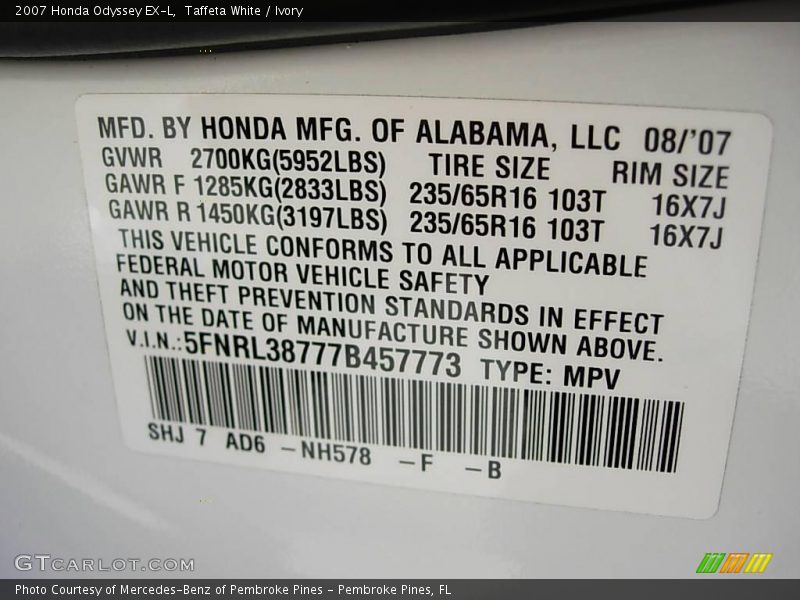 2007 Honda Odyssey EX-L,  Taffeta White / Ivory
MFD. BY HONDA MFG. OF ALABAMA, LLC 08/'07
GVWR 2700KG(5952LBS) TIRE SIZE RIM SIZE
GAWR F 1285KG(2833LBS) 235/65R16 103T 16X7J
GAWR R 1450KG(3197LBS) 235/65R16 103T 16X7J
THIS VEHICLE CONFORMS TO ALL APPLICABLE
FEDERAL MOTOR VEHICLE SAFETY
AND THEFT PREVENTION STANDARDS IN EFFECT
ON THE DATE OF MANUFACTURE SHOWN ABOVE.
V.I.N.:5FNRL38777B457773 TYPE: MPV
SHJ 7 AD6 -NH578 -F -B
GTCARLOT.COM
Photo Courtesy of Mercedes-Benz of Pembroke Pines - Pembroke Pines, FL